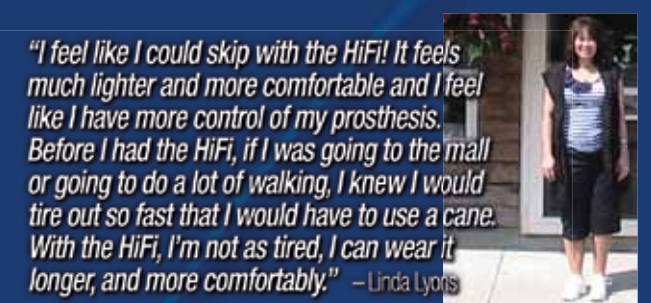 “I feel like I could skip with the HiFi! It feels
much lighter and more comfortable and I feel
like I have more control of my prosthesis.
Before I had the HiFi, if I was going to the mall
or going to do a lot of walking, I knew I would
tire out so fast that I would have to use a cane.
With the HiFi, I’m not as tired, I can wear it
longer, and more comfortably.” – Linda Lyons